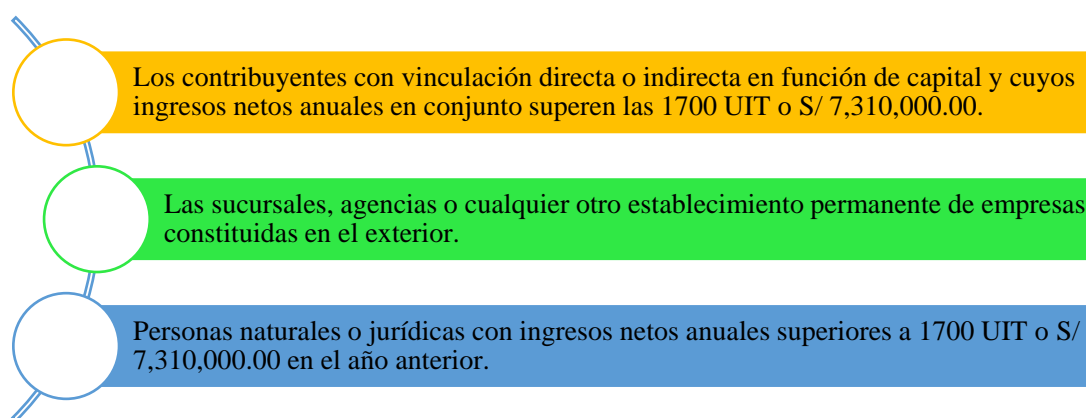 Los contribuyentes con vinculación directa o indirecta en función de capital y cuyos
ingresos netos anuales en conjunto superen las 1700 UIT o S/ 7,310,000.00.
Las sucursales, agencias o cualquier otro establecimiento permanente de empresas
constituidas en el exterior.
Personas naturales o jurídicas con ingresos netos anuales superiores a 1700 UIT o S/
7,310,000.00 en el año anterior.